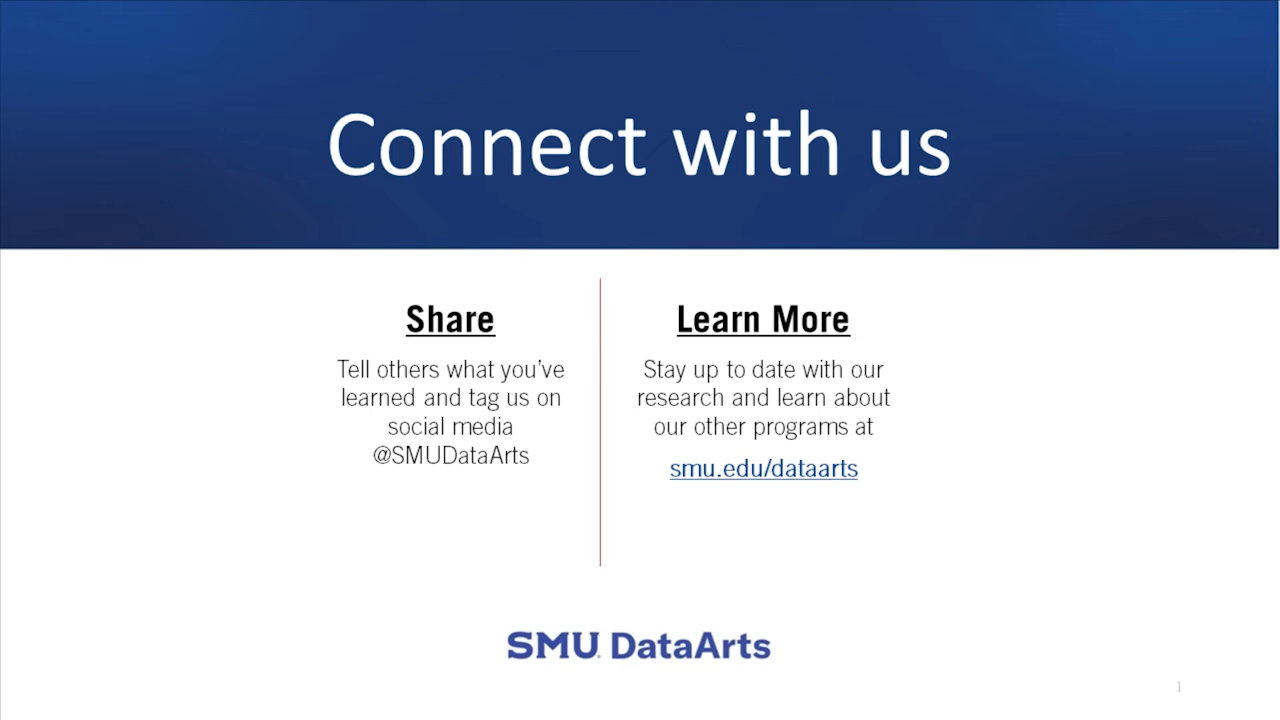 Connect with us
Share
Tell others what you’ve
learned and tag us on
social media
@SMUDataArts
Learn More
Stay up to date with our
research and learn about
our other programs at
smu.edu/dataarts
SMU DataArts
1